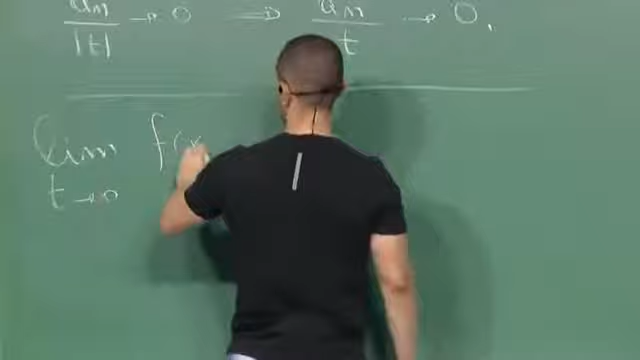 am/|t| → 0 ⟹ am/t → 0.
lim t→0 f(x